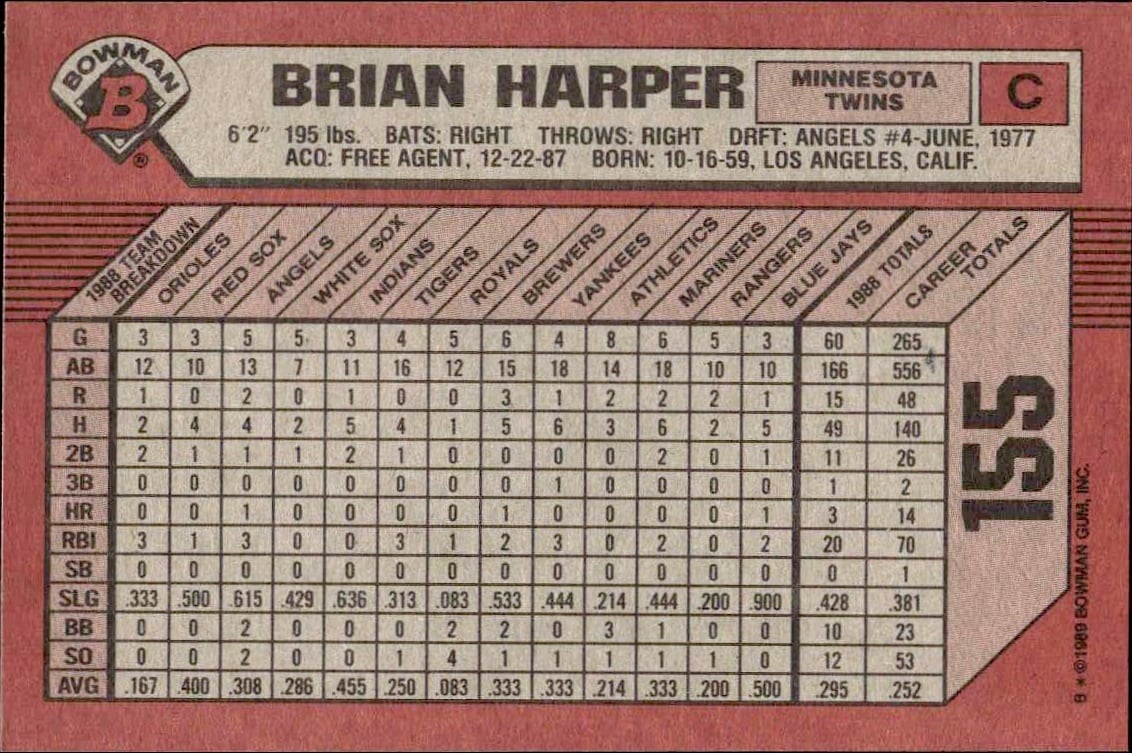 BOWMAN
B
®
BRIAN HARPER
MINNESOTA
TWINS
C
6'2" 195 lbs. BATS: RIGHT THROWS: RIGHT DRFT: ANGELS #4-JUNE, 1977
ACQ: FREE AGENT, 12-22-87 BORN: 10-16-59, LOS ANGELES, CALIF.
1988 TEAM
BREAKDOWN
ORIOLES
RED SOX
ANGELS
WHITE SOX
INDIANS
TIGERS
ROYALS
BREWERS
YANKEES
ATHLETICS
MARINERS
RANGERS
BLUE JAYS
1988 TOTALS
CAREER
TOTALS
G 3 3 5 5 3 4 5 6 4 8 6 5 3 60 265
AB 12 10 13 7 11 16 12 15 18 14 18 10 10 166 556
R 1 0 2 0 1 0 0 3 1 2 2 2 1 15 48
H 2 4 4 2 5 4 1 5 6 3 6 2 5 49 140
2B 2 1 1 1 2 1 0 0 0 0 2 0 1 11 26
3B 0 0 0 0 0 0 0 0 1 0 0 0 0 1 2
HR 0 0 1 0 0 0 0 1 0 0 0 0 1 3 14
RBI 3 1 3 0 0 3 1 2 3 0 2 0 2 20 70
SB 0 0 0 0 0 0 0 0 0 0 0 0 0 0 1
SLG .333 .500 .615 .429 .636 .313 .083 .533 .444 .214 .444 .200 .900 .428 .381
BB 0 0 2 0 0 0 2 2 0 3 1 0 0 10 23
SO 0 0 2 0 0 1 4 1 1 1 1 1 0 12 53
AVG .167 .400 .308 .286 .455 .250 .083 .333 .333 .214 .333 .200 .500 .295 .252
155
B * ©1989 BOWMAN GUM, INC.